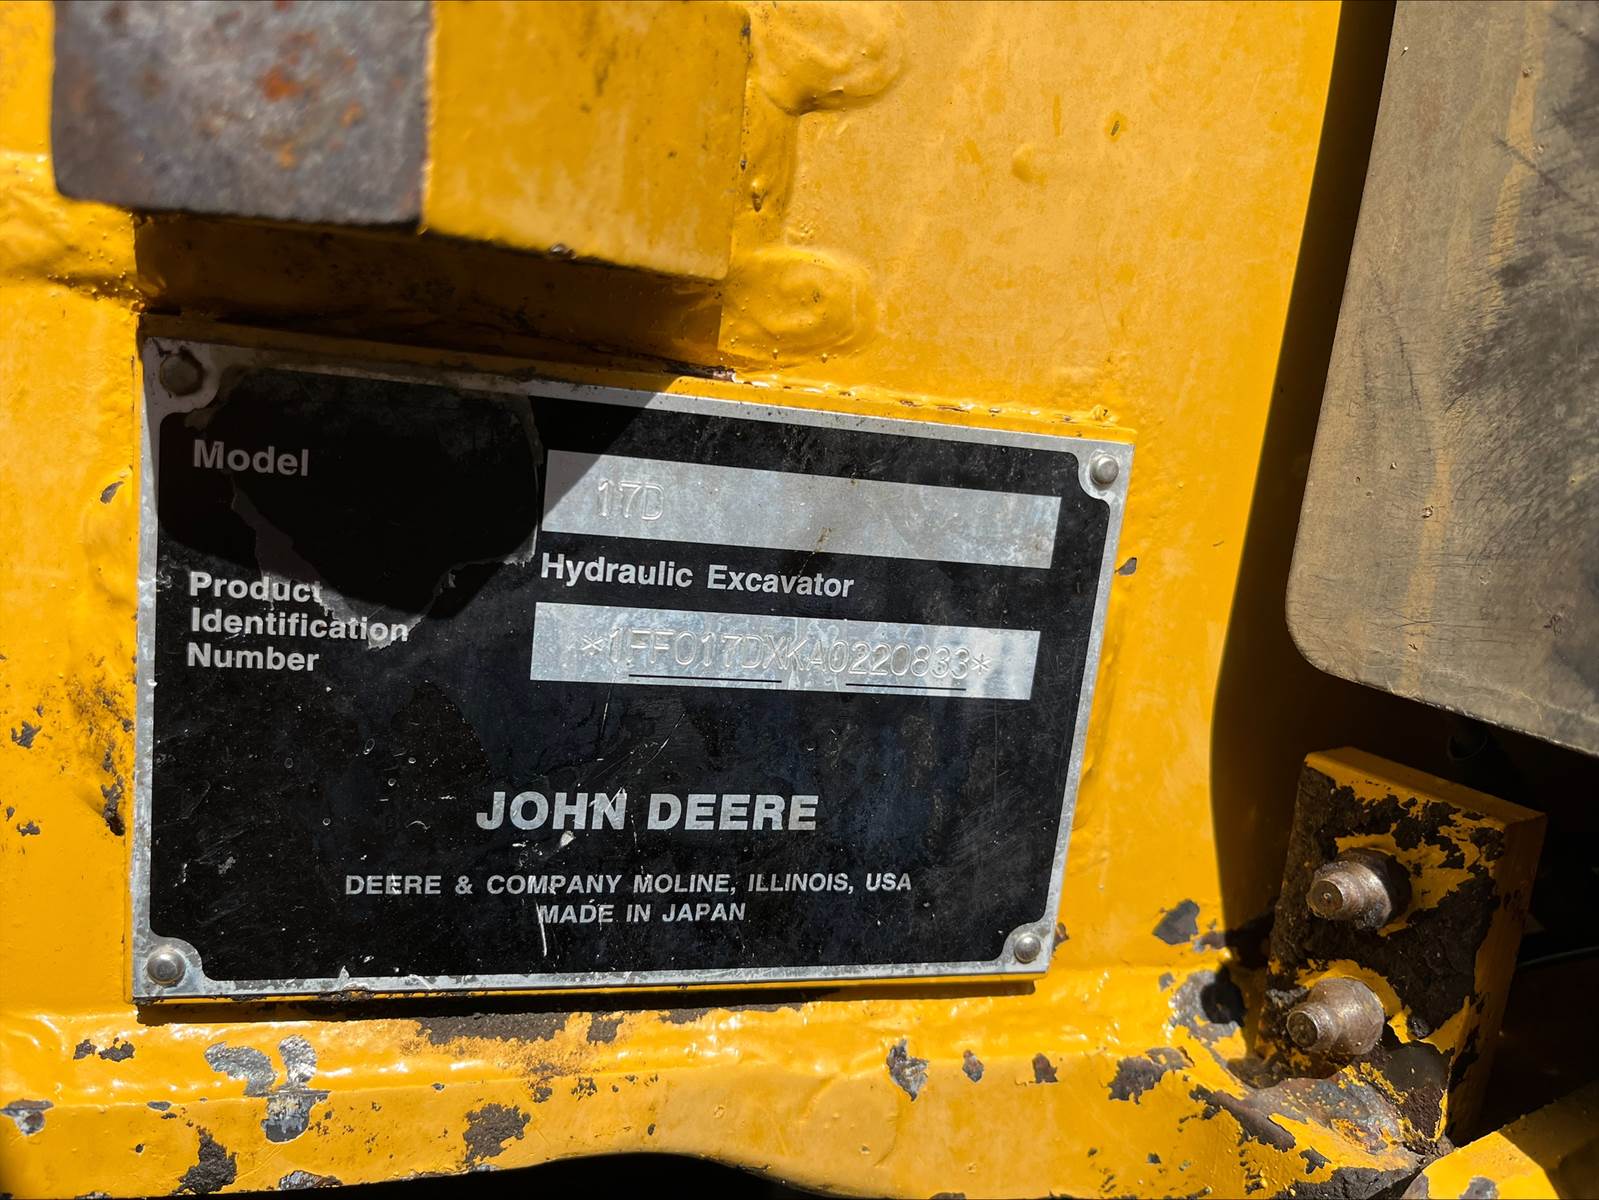 Model
17D
Hydraulic Excavator
Product
Identification
Number
*1FF017DXKA0220833*
JOHN DEERE
DEERE & COMPANY MOLINE, ILLINOIS, USA
MADE IN JAPAN